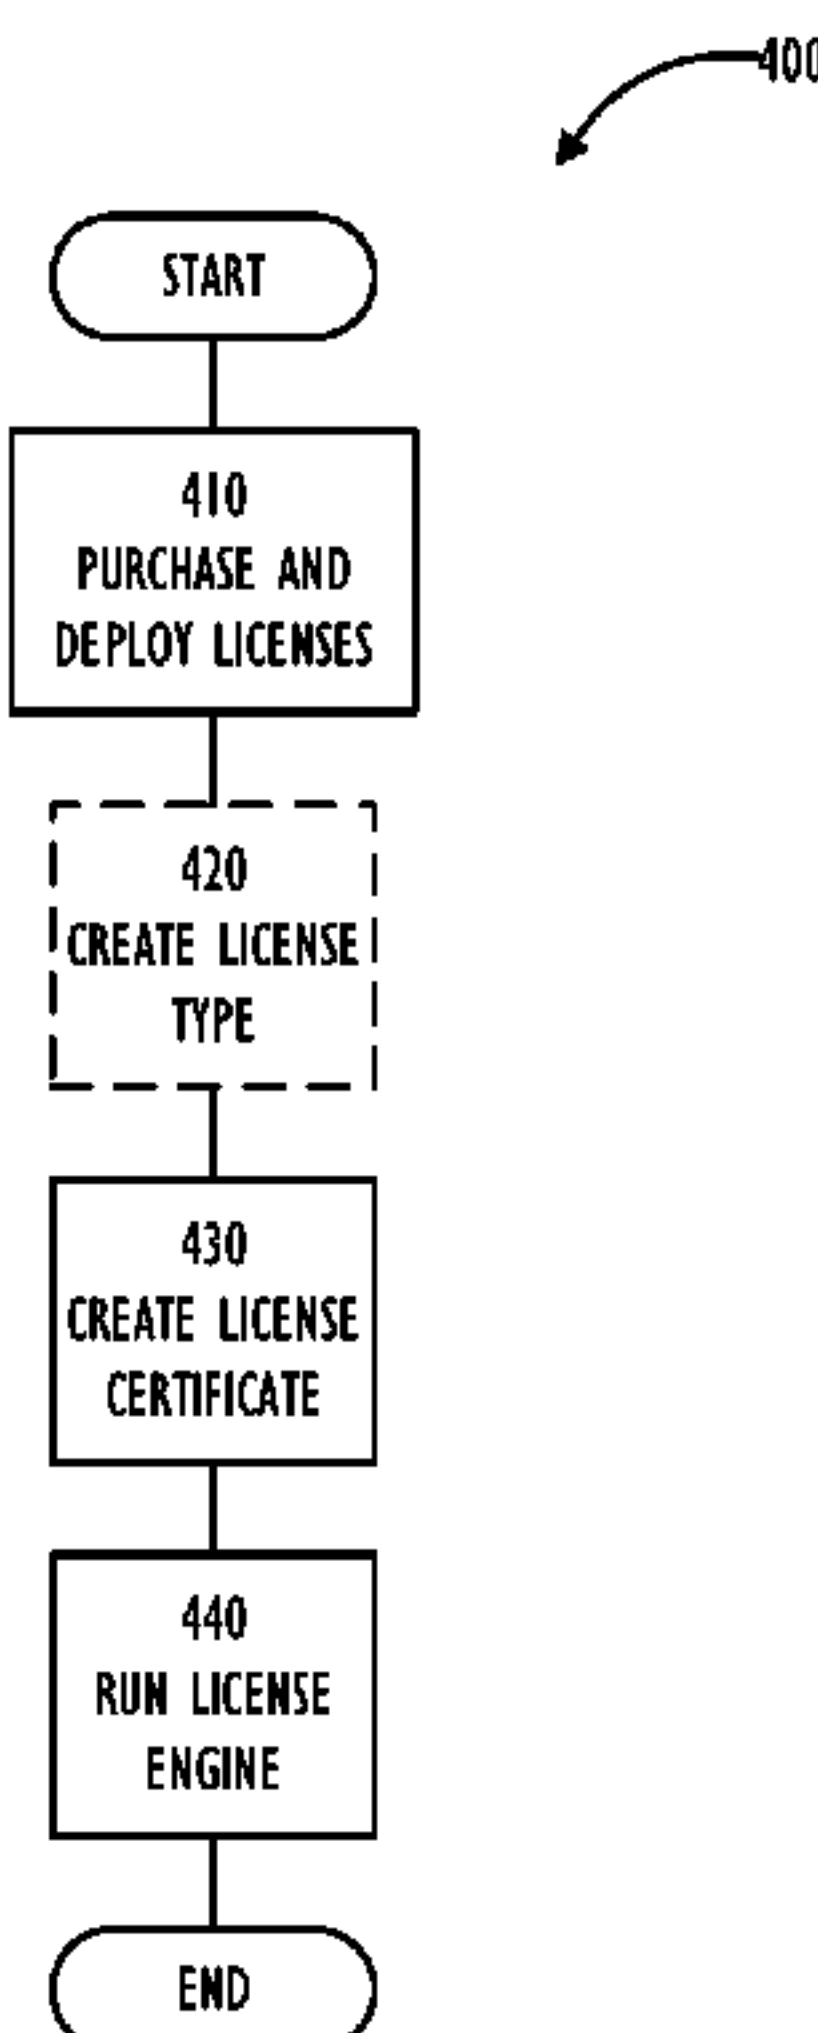 400
START
410
PURCHASE AND
DEPLOY LICENSES
420
CREATE LICENSE
TYPE
430
CREATE LICENSE
CERTIFICATE
440
RUN LICENSE
ENGINE
END